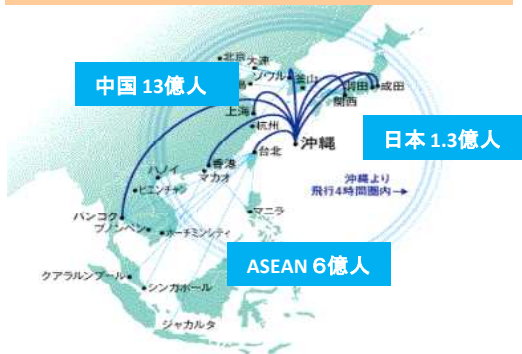 北京
大連
ソウル
釜山
中国 13億人
羽田
成田
関西
上海
杭州
沖縄
日本 1.3億人
台北
香港
マカオ
ハノイ
ビエンチャン
沖縄より
飛行4時間圏内→
マニラ
バンコク
プノンペン
ホーチミンシティ
ASEAN 6億人
クアラルンプール
シンガポール
ジャカルタ